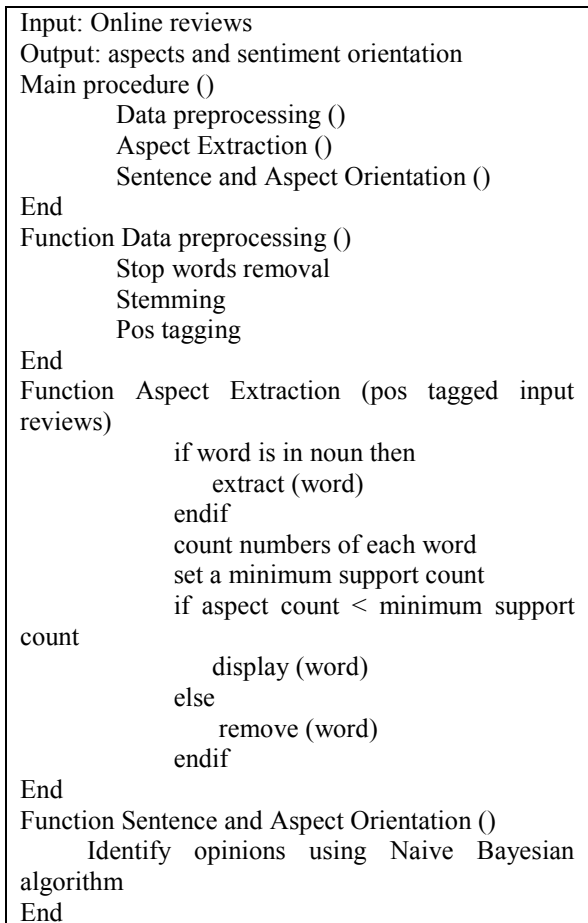 Input: Online reviews
Output: aspects and sentiment orientation
Main procedure ()
Data preprocessing ()
Aspect Extraction ()
Sentence and Aspect Orientation ()
End
Function Data preprocessing ()
Stop words removal
Stemming
Pos tagging
End
Function Aspect Extraction (pos tagged input
reviews)
if word is in noun then
extract (word)
endif
count numbers of each word
set a minimum support count
if aspect count < minimum support
count
display (word)
else
remove (word)
endif
End
Function Sentence and Aspect Orientation ()
Identify opinions using Naive Bayesian
algorithm
End